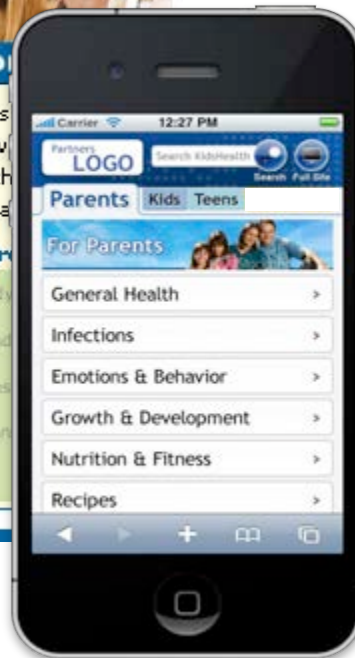 Carrier 12:27 PM
Partners
LOGO
Search KidsHealth
Search Full Site
Parents Kids Teens
For Parents
General Health
Infections
Emotions & Behavior
Growth & Development
Nutrition & Fitness
Recipes